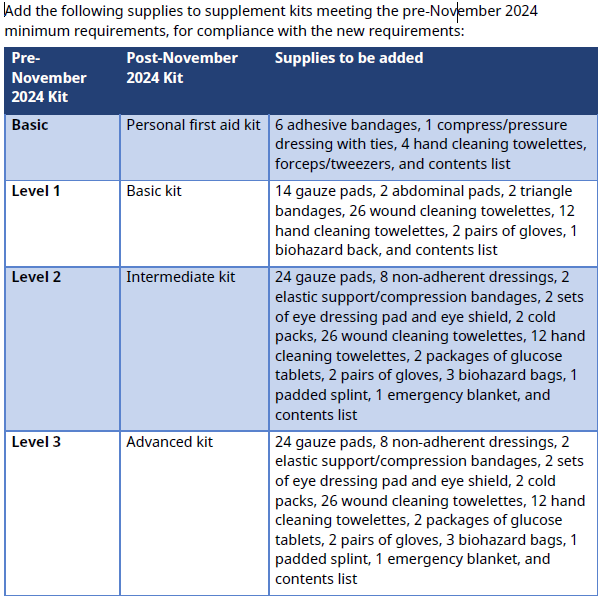 Add the following supplies to supplement kits meeting the pre-November 2024
minimum requirements, for compliance with the new requirements:
Pre-
November
2024 Kit
Post-November
2024 Kit
Supplies to be added
Basic
Personal first aid kit
6 adhesive bandages, 1 compress/pressure
dressing with ties, 4 hand cleaning towelettes,
forceps/tweezers, and contents list
Level 1
Basic kit
14 gauze pads, 2 abdominal pads, 2 triangle
bandages, 26 wound cleaning towelettes, 12
hand cleaning towelettes, 2 pairs of gloves, 1
biohazard back, and contents list
Level 2
Intermediate kit
24 gauze pads, 8 non-adherent dressings, 2
elastic support/compression bandages, 2 sets
of eye dressing pad and eye shield, 2 cold
packs, 26 wound cleaning towelettes, 12 hand
cleaning towelettes, 2 packages of glucose
tablets, 2 pairs of gloves, 3 biohazard bags, 1
padded splint, 1 emergency blanket, and
contents list
Level 3
Advanced kit
24 gauze pads, 8 non-adherent dressings, 2
elastic support/compression bandages, 2 sets
of eye dressing pad and eye shield, 2 cold
packs, 26 wound cleaning towelettes, 12 hand
cleaning towelettes, 2 packages of glucose
tablets, 2 pairs of gloves, 3 biohazard bags, 1
padded splint, 1 emergency blanket, and
contents list